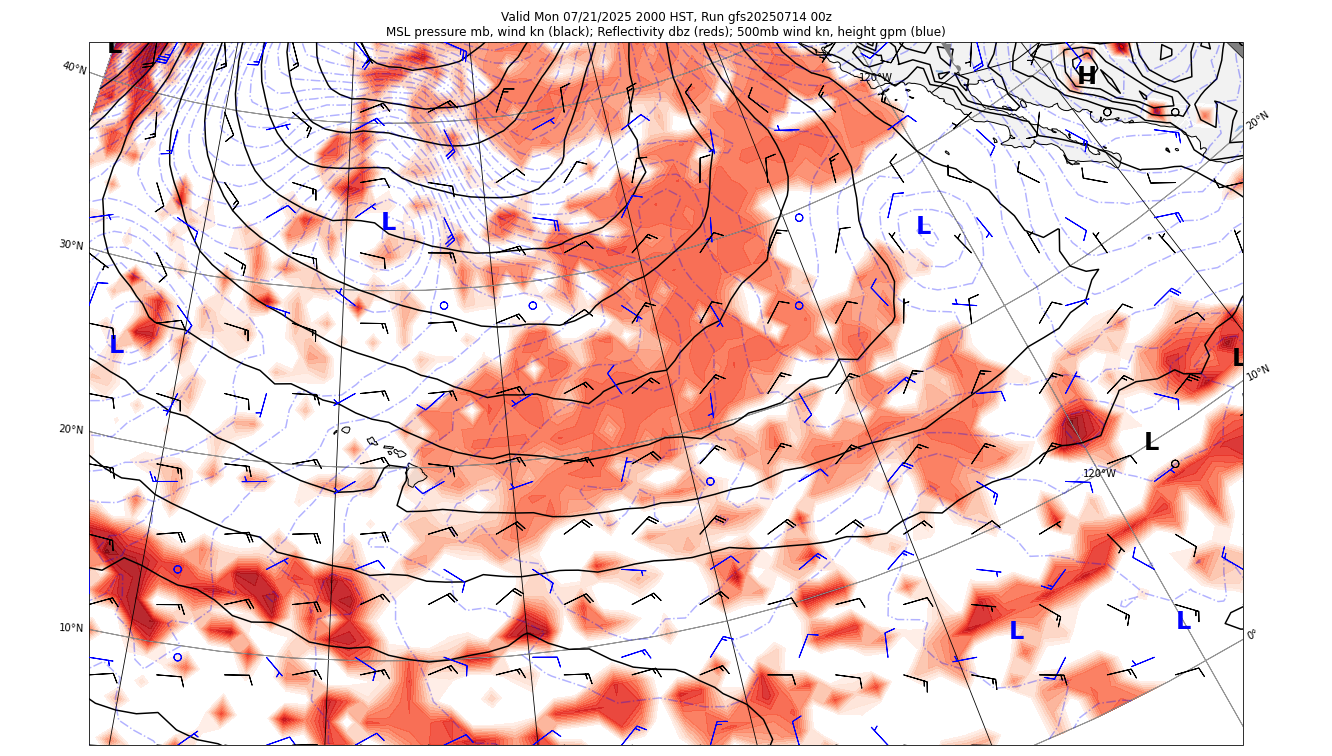 Valid Mon 07/21/2025 2000 HST, Run gfs20250714 00z
MSL pressure mb, wind kn (black); Reflectivity dbz (reds); 500mb wind kn, height gpm (blue)
L
40°N
120°W
H
20°N
L
L
30°N
L
L
10°N
20°N
L
120°W
L
10°N
L
L
0°